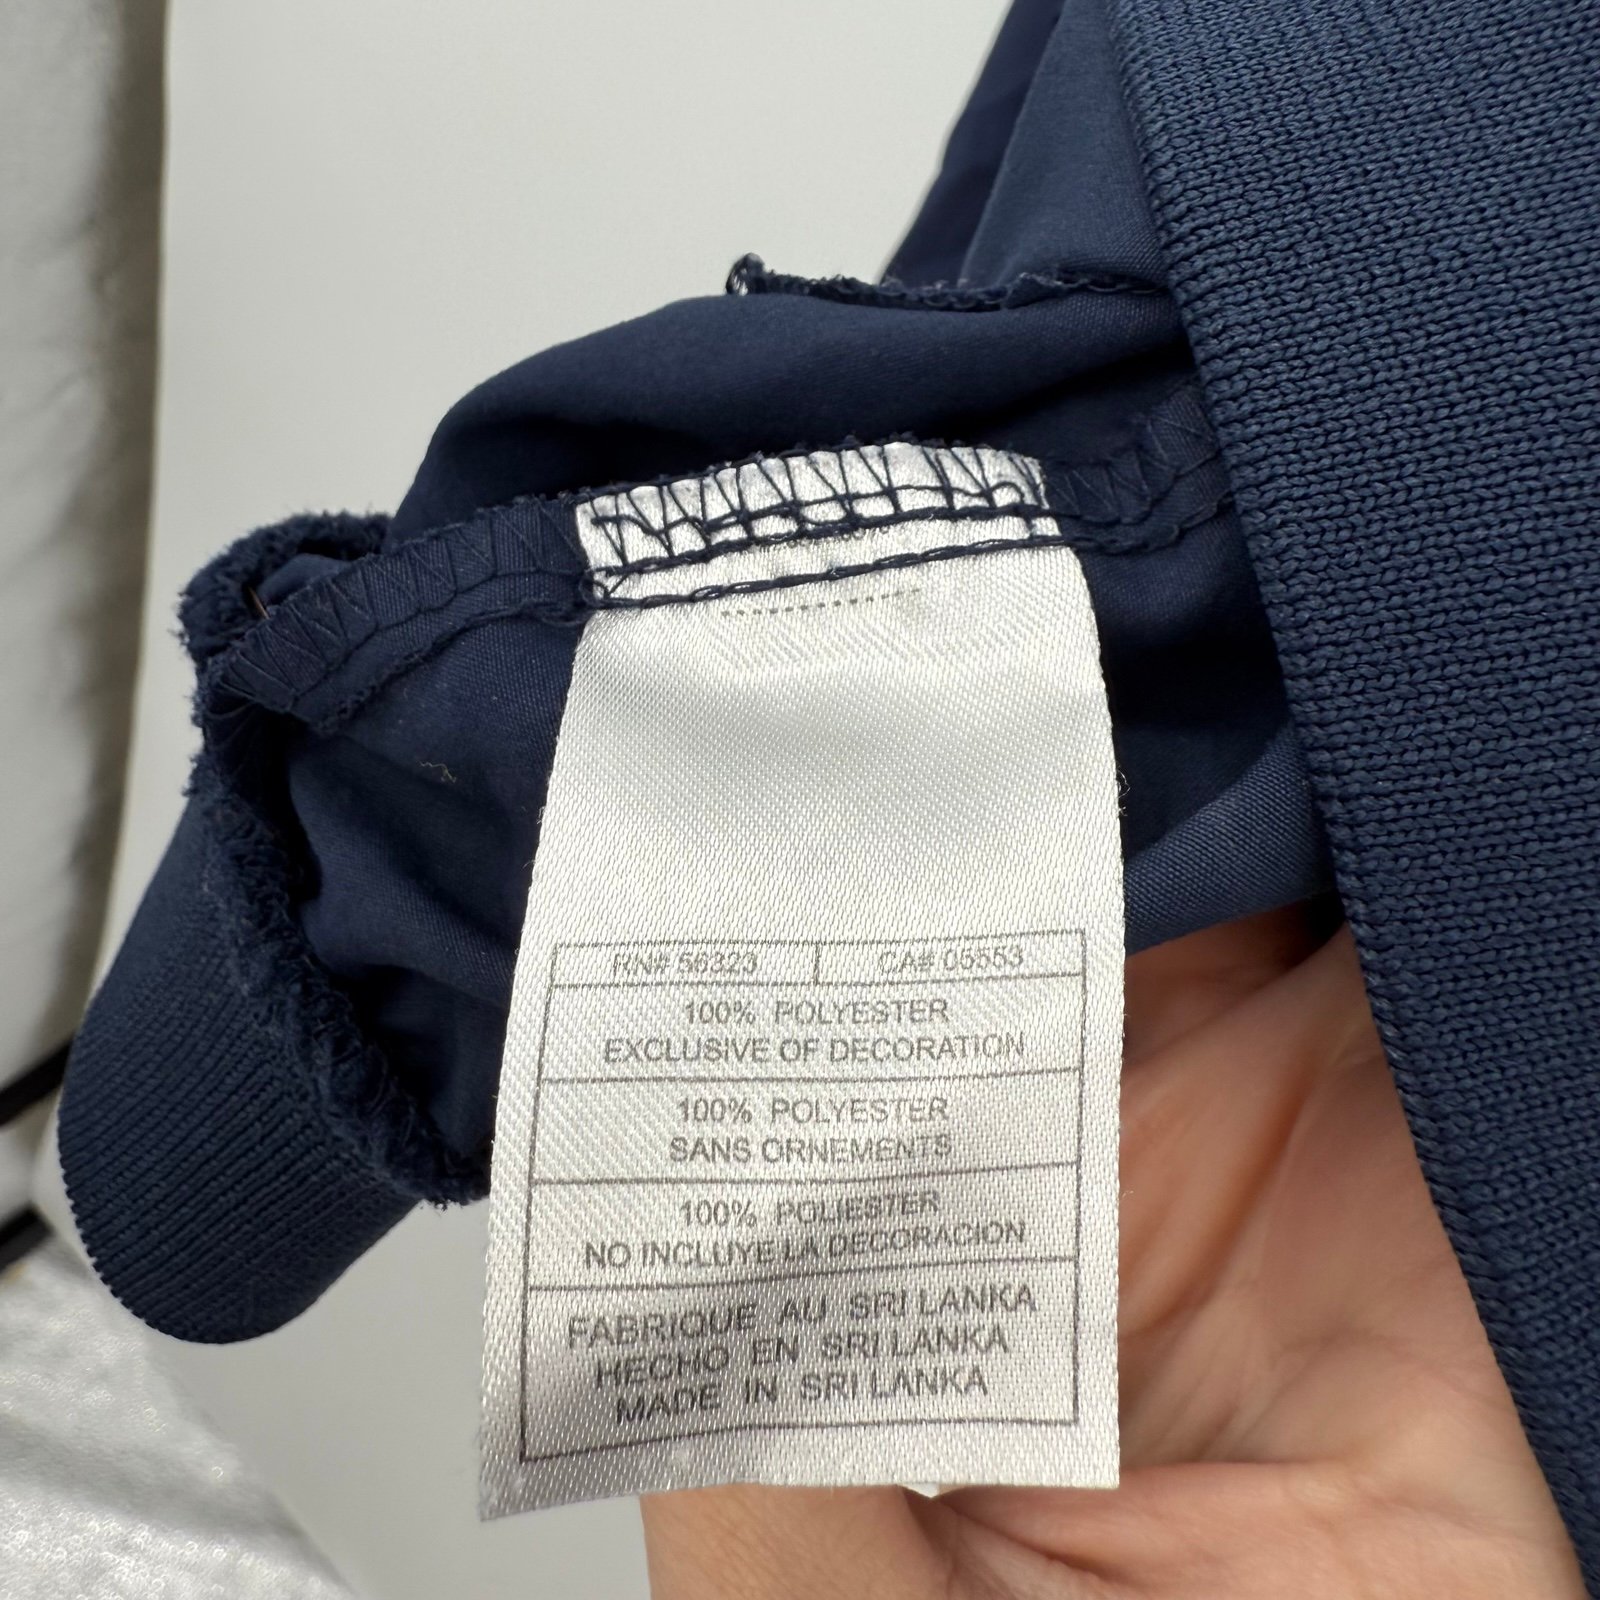 RN# 56323 CA# 05553
100% POLYESTER
EXCLUSIVE OF DECORATION
100% POLYESTER
SANS ORNEMENTS
100% POLIESTER
NO INCLUYE LA DECORACION
FABRIQUE AU SRI LANKA
HECHO EN SRI LANKA
MADE IN SRI LANKA